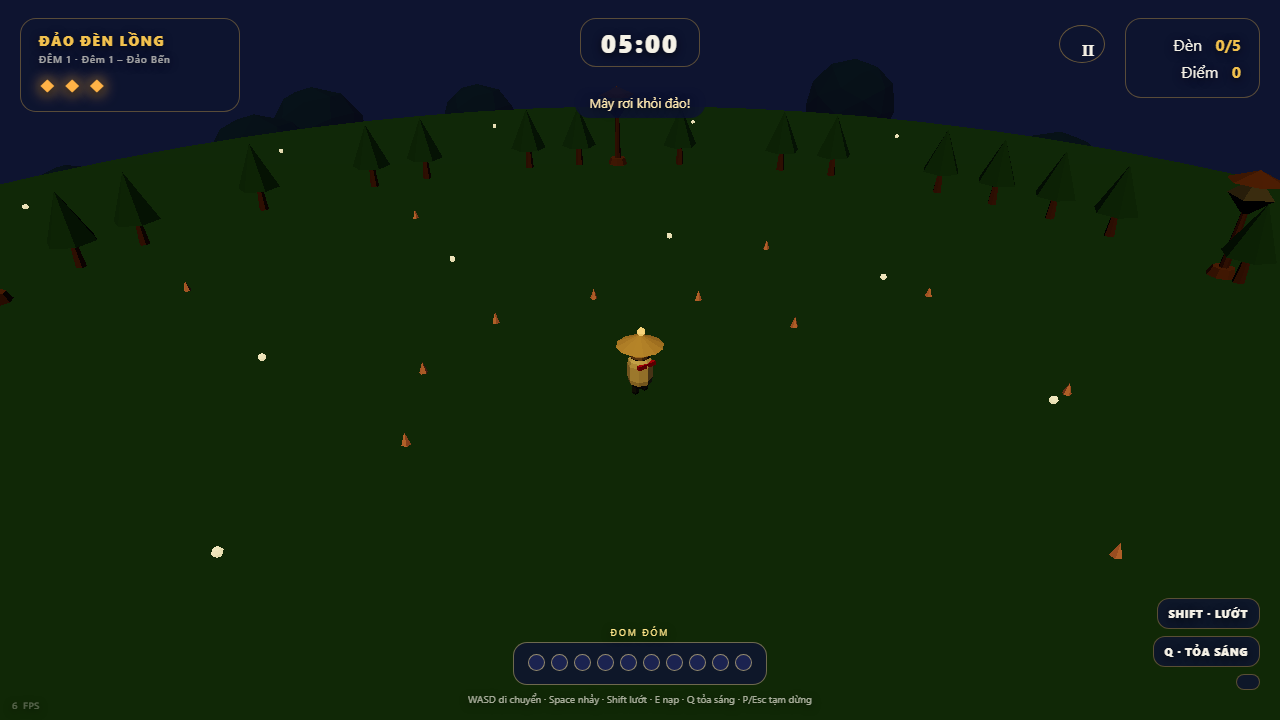 ĐẢO ĐÈN LỒNG
ĐÊM 1 · Đêm 1 – Đảo Bến
05:00
Mây rơi khỏi đảo!
II
Đèn 0/5
Điểm 0
SHIFT · LƯỚT
Q · TỎA SÁNG
ĐOM ĐÓM
WASD di chuyển · Space nhảy · Shift lướt · E nạp · Q tỏa sáng · P/Esc tạm dừng
6 FPS